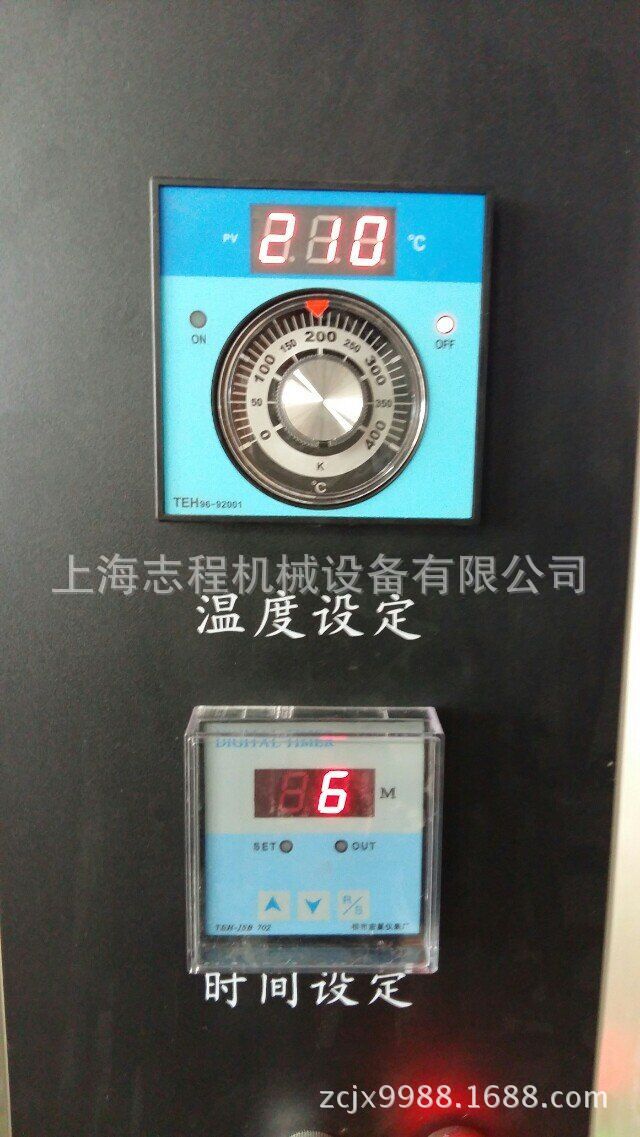 PV 210 °C
ON
OFF
0 50 100 150 200 250 300 350 400
K
°C
TEH96-92001
上海志程机械设备有限公司
温度设定
DIGITAL TIMER
6 M
SET OUT
R/S
时间设定
zcjx9988.1688.com